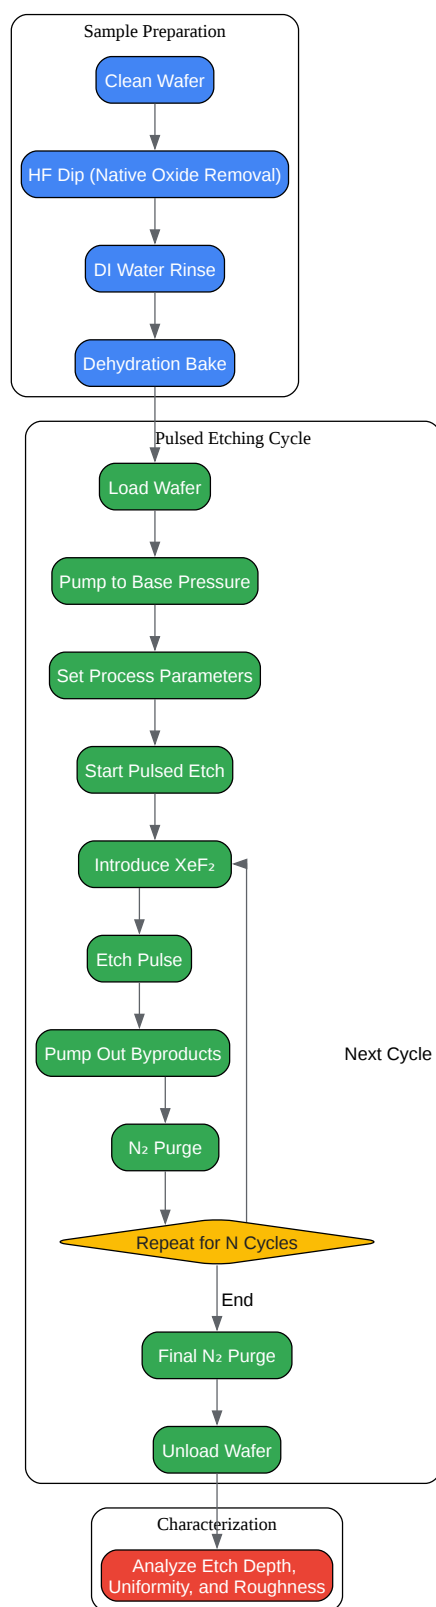 Sample Preparation
Clean Wafer
HF Dip (Native Oxide Removal)
DI Water Rinse
Dehydration Bake
Pulsed Etching Cycle
Load Wafer
Pump to Base Pressure
Set Process Parameters
Start Pulsed Etch
Introduce XeF₂
Etch Pulse
Pump Out Byproducts
Next Cycle
N₂ Purge
Repeat for N Cycles
End
Final N₂ Purge
Unload Wafer
Characterization
Analyze Etch Depth,
Uniformity, and Roughness